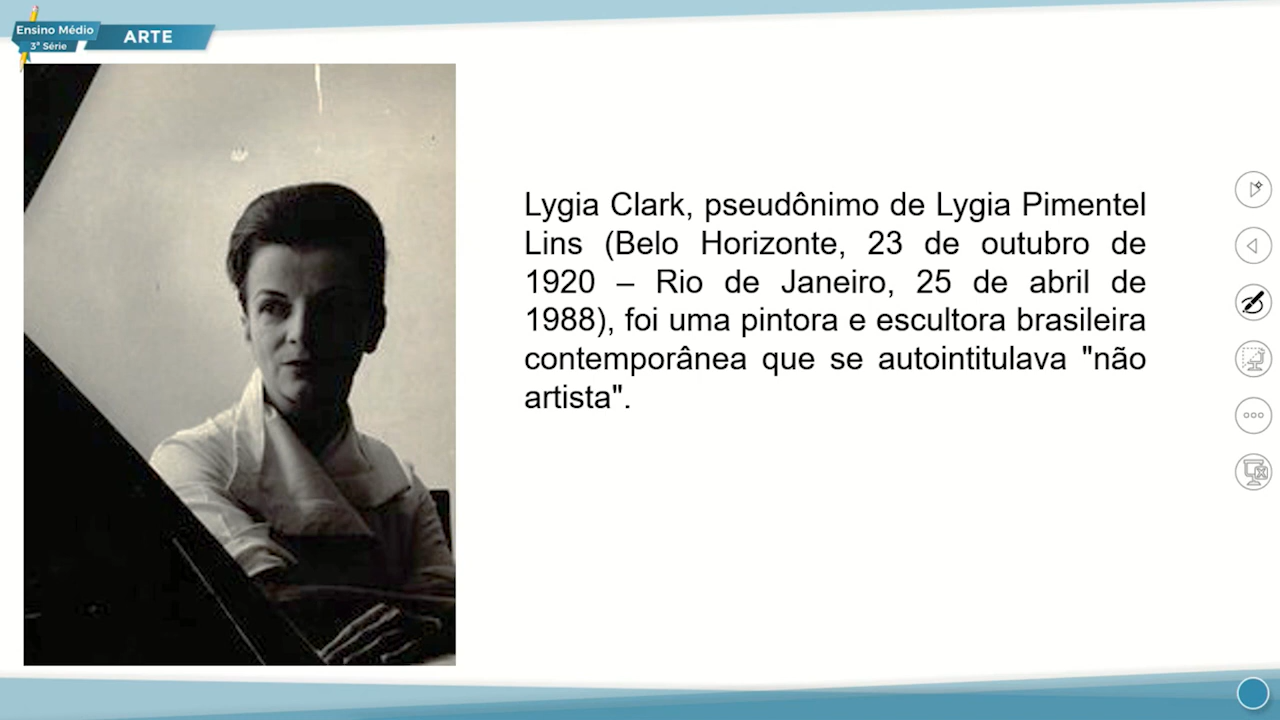 Ensino Médio
3ª Série
ARTE
Lygia Clark, pseudônimo de Lygia Pimentel
Lins (Belo Horizonte, 23 de outubro de
1920 – Rio de Janeiro, 25 de abril de
1988), foi uma pintora e escultora brasileira
contemporânea que se autointitulava "não
artista".